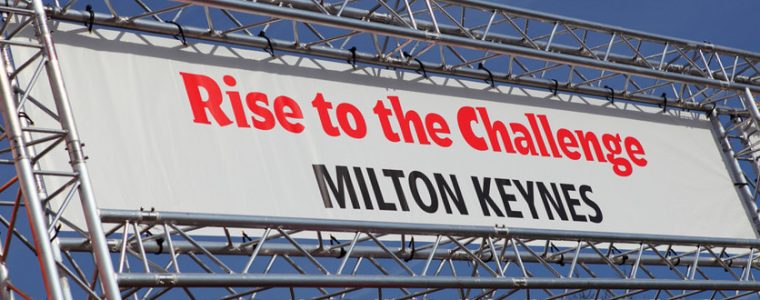 Rise to the Challenge
MILTON KEYNES